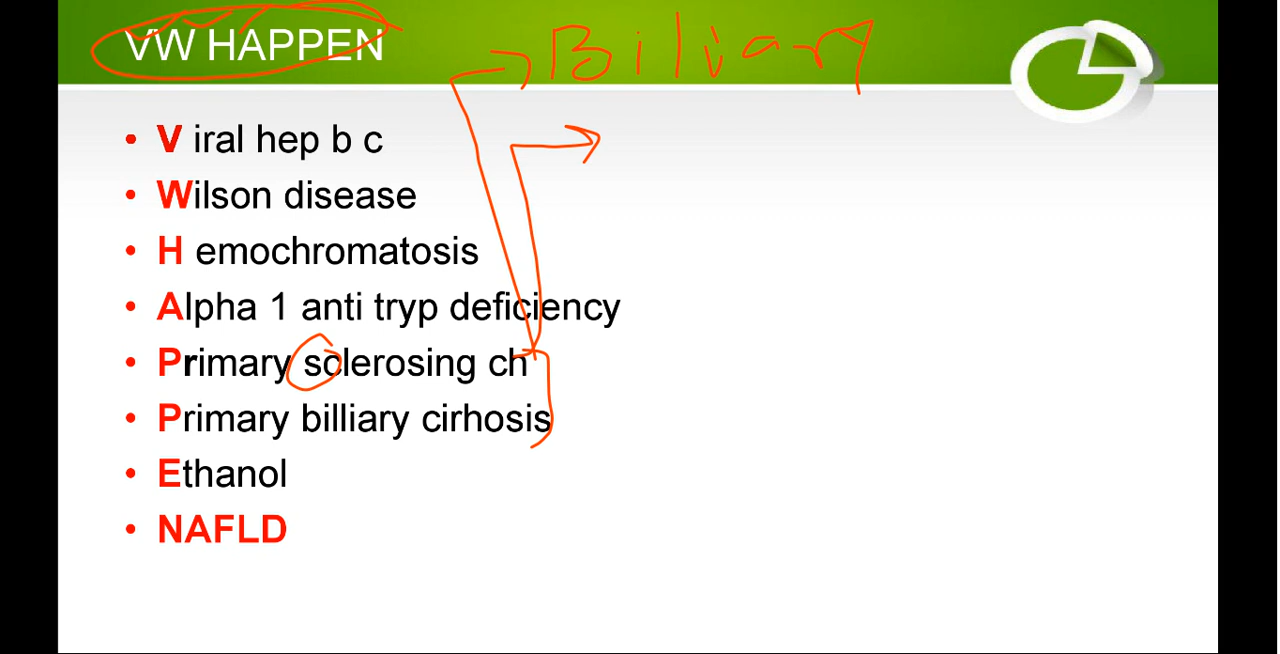 VW HAPPEN
Biliary
• V iral hep b c
• Wilson disease
• H emochromatosis
• Alpha 1 anti tryp deficiency
• Primary sclerosing ch
• Primary billiary cirhosis
• Ethanol
• NAFLD